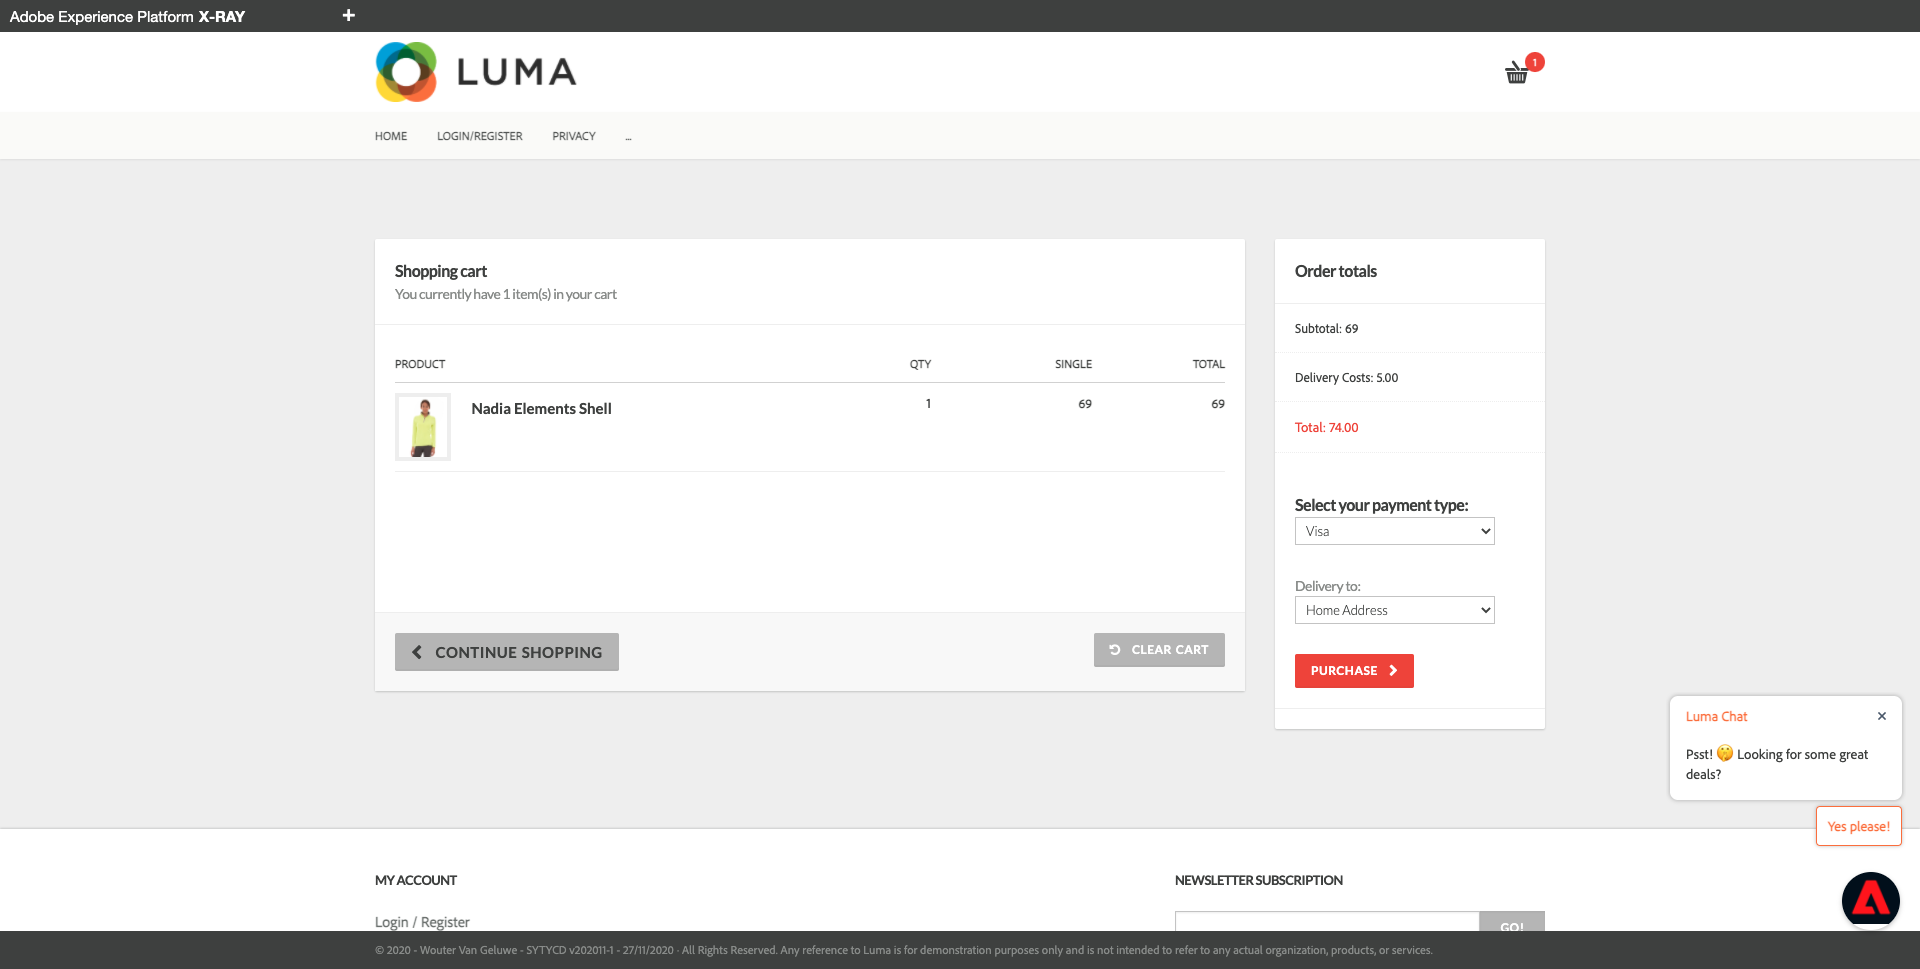 Adobe Experience Platform X-RAY
LUMA
1
HOME LOGIN/REGISTER PRIVACY ...
Shopping cart
You currently have 1 item(s) in your cart
PRODUCT QTY SINGLE TOTAL
Nadia Elements Shell 1 69 69
CONTINUE SHOPPING
CLEAR CART
Order totals
Subtotal: 69
Delivery Costs: 5.00
Total: 74.00
Select your payment type:
Visa
Delivery to:
Home Address
PURCHASE
Luma Chat
Psst! 🤫 Looking for some great
deals?
Yes please!
MY ACCOUNT
Login / Register
NEWSLETTER SUBSCRIPTION
GO!
© 2020 - Wouter Van Geluwe - SYTYCD v202011-1 - 27/11/2020 · All Rights Reserved. Any reference to Luma is for demonstration purposes only and is not intended to refer to any actual organization, products, or services.